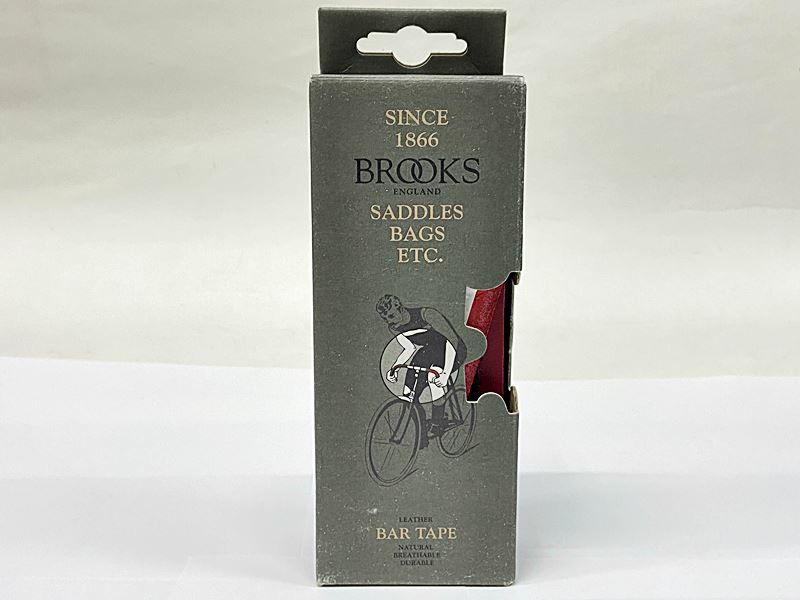 SINCE
1866
BROOKS
ENGLAND
SADDLES
BAGS
ETC.
LEATHER
BAR TAPE
NATURAL
BREATHABLE
DURABLE